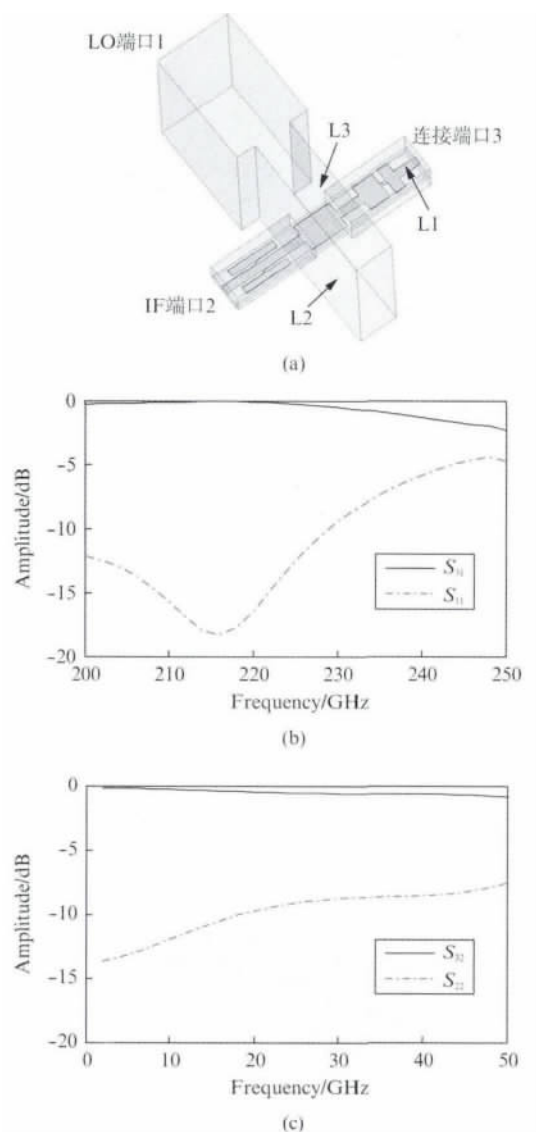 LO端口1
L3
连接端口3
L1
IF端口2
L2
(a)
0
-5
-10
-15
-20
Amplitude/dB
S₃₁
S₁₁
200 210 220 230 240 250
Frequency/GHz
(b)
0
-5
-10
-15
-20
Amplitude/dB
S₃₂
S₂₂
0 10 20 30 40 50
Frequency/GHz
(c)